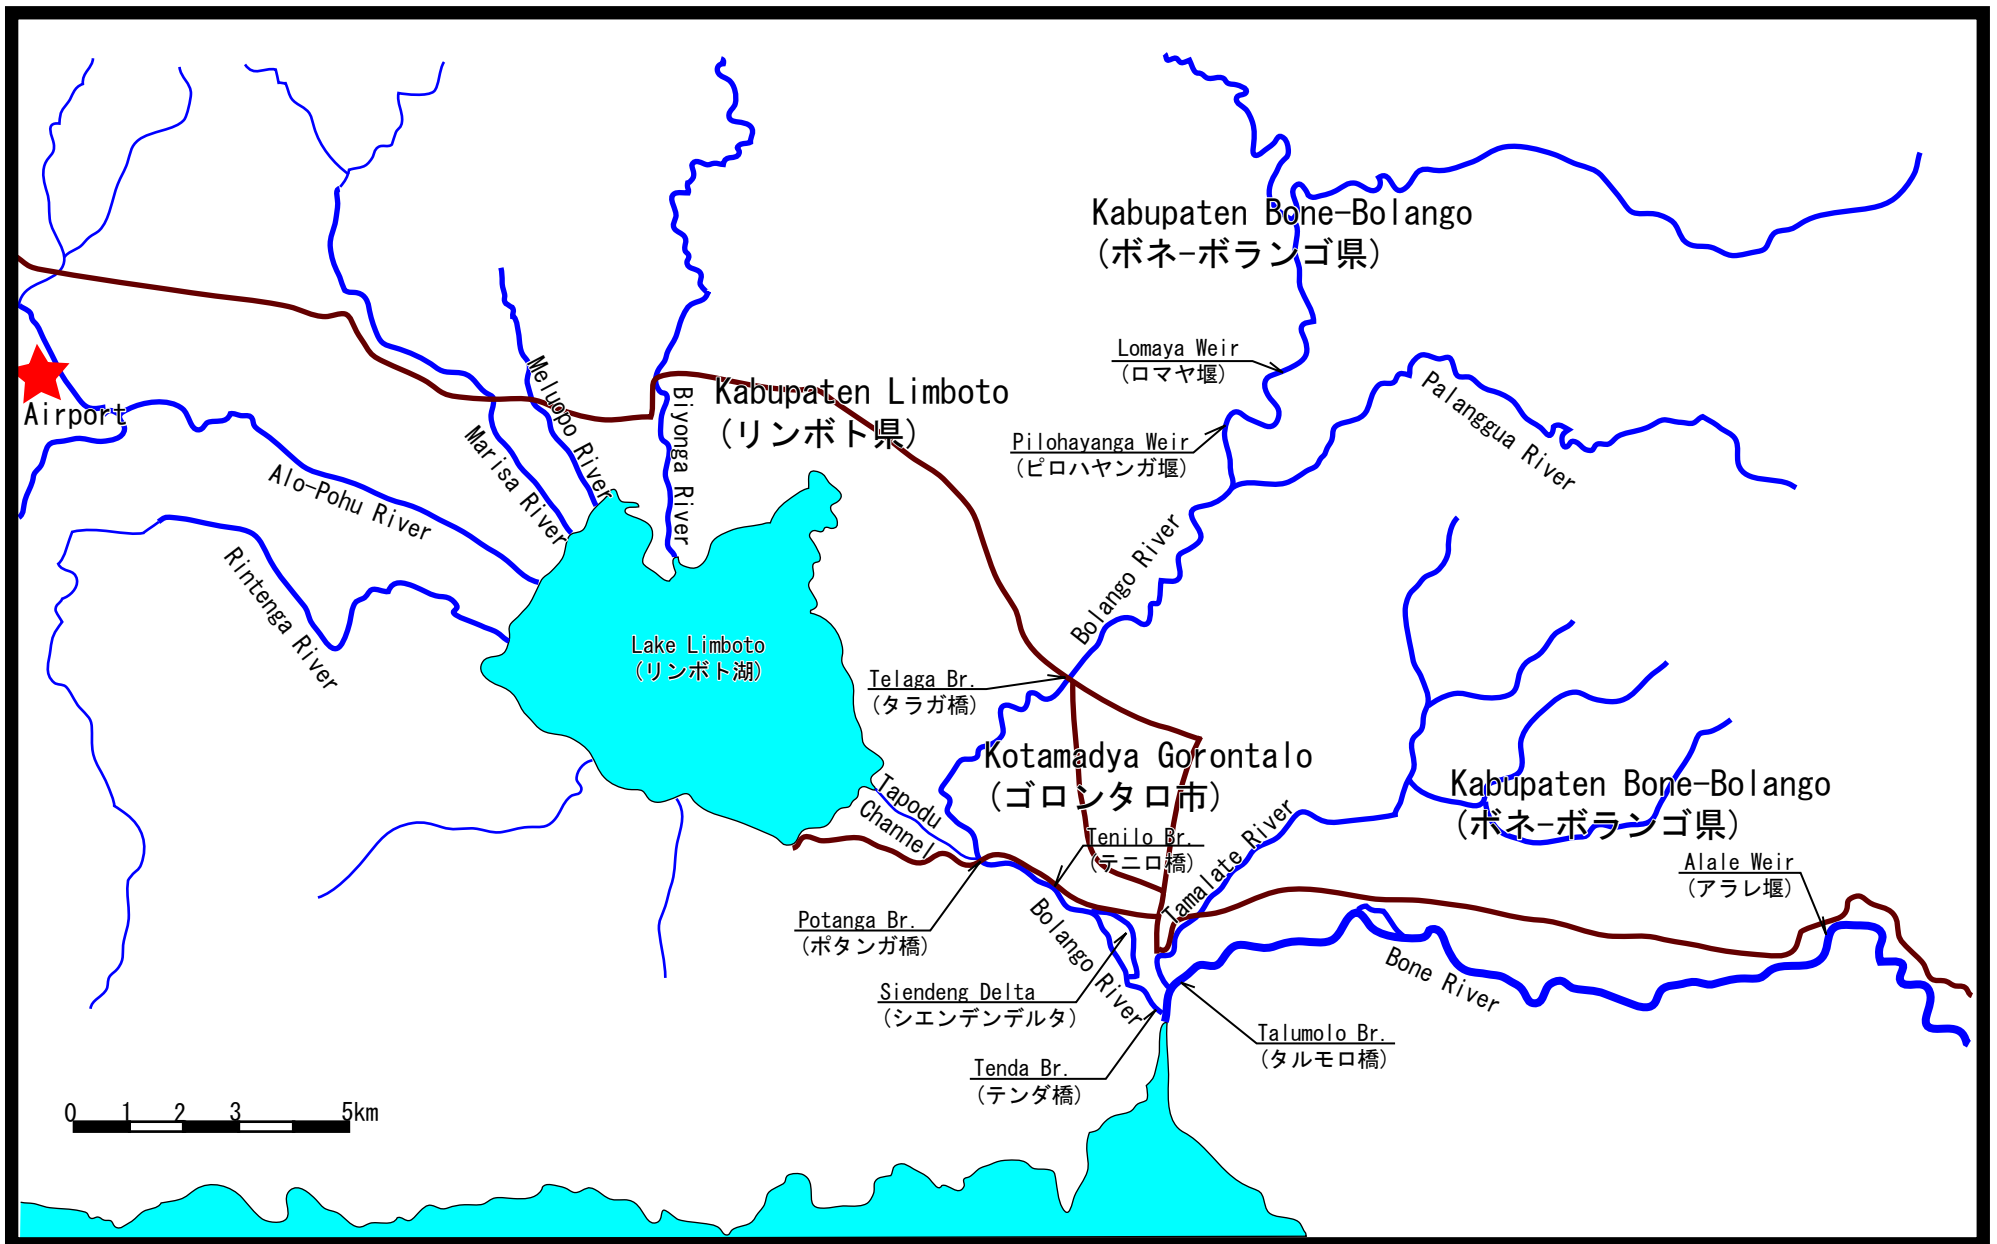 Kabupaten Bone-Bolango
(ボネ-ボランゴ県)
Lomaya Weir
(ロマヤ堰)
Airport
Meluopo River
Biyonga River
Kabupaten Limboto
(リンボト県)
Palanggua River
Pilohayanga Weir
(ピロハヤンガ堰)
Marisa River
Alo-Pohu River
Rintenga River
Bolango River
Lake Limboto
(リンボト湖)
Telaga Br.
(タラガ橋)
Kotamadya Gorontalo
(ゴロンタロ市)
Kabupaten Bone-Bolango
(ボネ-ボランゴ県)
Tapodu
Channel
Tenilo Br.
(テニロ橋)
Tamalate River
Alale Weir
(アラレ堰)
Potanga Br.
(ポタンガ橋)
Bolango River
Bone River
Siendeng Delta
(シエンデンデルタ)
Talumolo Br.
(タルモロ橋)
Tenda Br.
(テンダ橋)
0 1 2 3 5km